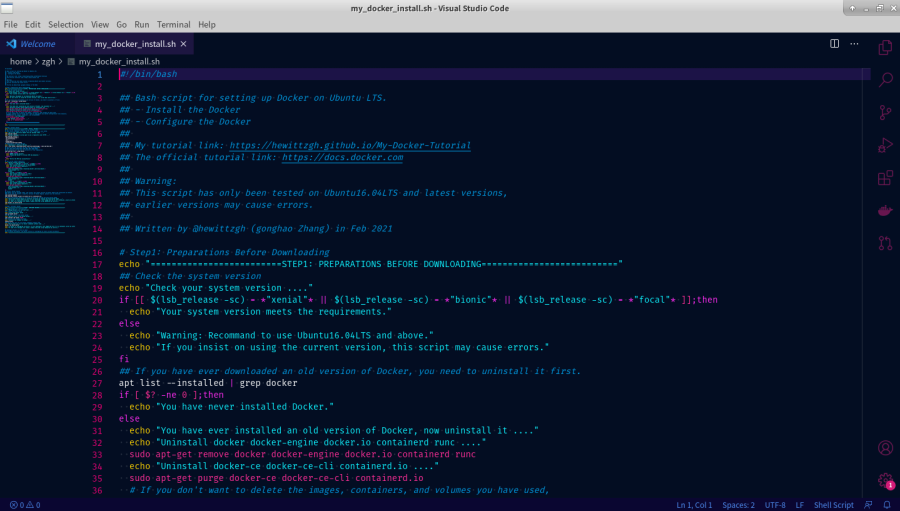 my_docker_install.sh - Visual Studio Code
File Edit Selection View Go Run Terminal Help
Welcome my_docker_install.sh
home zgh my_docker_install.sh
1 #!/bin/bash
2
3 ## Bash script for setting up Docker on Ubuntu LTS.
4 ## - Install the Docker
5 ## - Configure the Docker
6 ##
7 ## My tutorial link: https://hewittzgh.github.io/My-Docker-Tutorial
8 ## The official tutorial link: https://docs.docker.com
9 ##
10 ## Warning:
11 ## This script has only been tested on Ubuntu16.04LTS and latest versions,
12 ## earlier versions may cause errors.
13 ##
14 ## Written by @hewittzgh (gonghao Zhang) in Feb 2021
15
16 # Step1: Preparations Before Downloading
17 echo "=========================STEP1: PREPARATIONS BEFORE DOWNLOADING=========================="
18 ## Check the system version
19 echo "Check your system version ...."
20 if [[ $(lsb_release -sc) = *"xenial"* || $(lsb_release -sc) = *"bionic"* || $(lsb_release -sc) = *"focal"* ]];then
21 echo "Your system version meets the requirements."
22 else
23 echo "Warning: Recommand to use Ubuntu16.04LTS and above."
24 echo "If you insist on using the current version, this script may cause errors."
25 fi
26 ## If you have ever downloaded an old version of Docker, you need to uninstall it first.
27 apt list --installed | grep docker
28 if [ $? -ne 0 ];then
29 echo "You have never installed Docker."
30 else
31 echo "You have ever installed an old version of Docker, now uninstall it ...."
32 echo "Uninstall docker docker-engine docker.io containerd runc ...."
33 sudo apt-get remove docker docker-engine docker.io containerd runc
34 echo "Uninstall docker-ce docker-ce-cli containerd.io ...."
35 sudo apt-get purge docker-ce docker-ce-cli containerd.io
36 # If you don't want to delete the images, containers, and volumes you have used,
1
0 0 Ln 1, Col 1 Spaces: 2 UTF-8 LF Shell Script